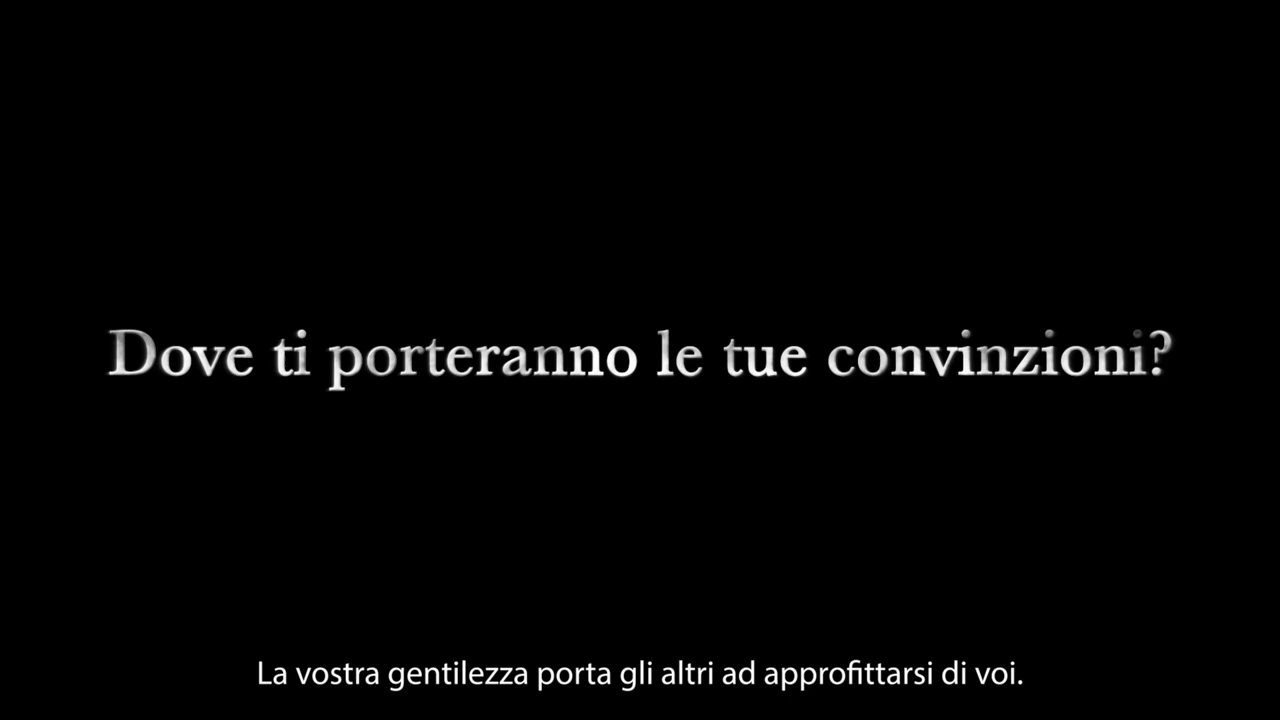 Dove ti porteranno le tue convinzioni?
La vostra gentilezza porta gli altri ad approfittarsi di voi.